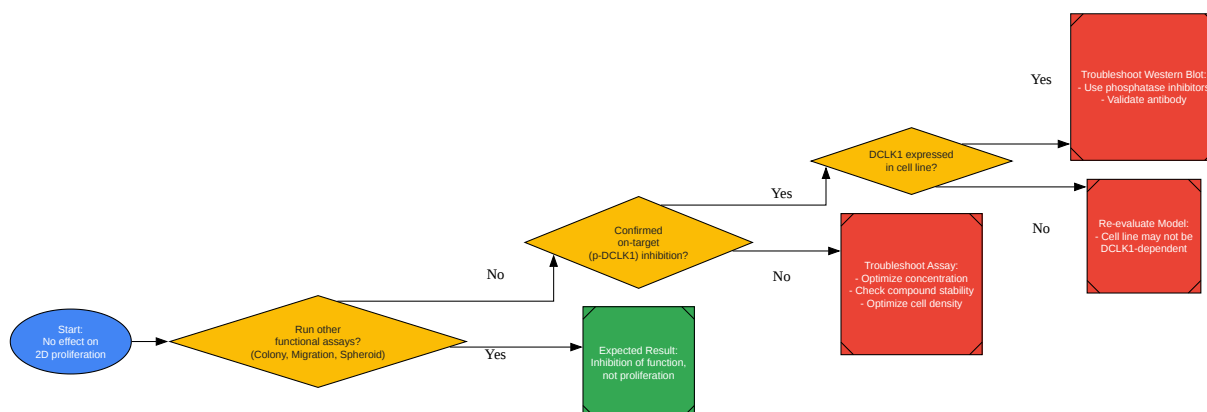 Start:
No effect on
2D proliferation
Run other
functional assays?
(Colony, Migration, Spheroid)
No
Yes
Expected Result:
Inhibition of function,
not proliferation
Confirmed
on-target
(p-DCLK1) inhibition?
Yes
No
Troubleshoot Assay:
- Optimize concentration
- Check compound stability
- Optimize cell density
DCLK1 expressed
in cell line?
Yes
No
Troubleshoot Western Blot:
- Use phosphatase inhibitors
- Validate antibody
Re-evaluate Model:
- Cell line may not be
DCLK1-dependent